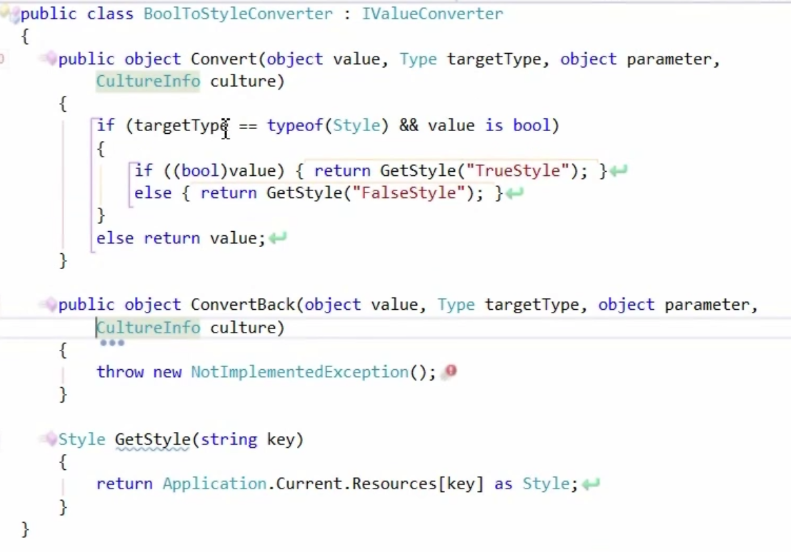 public class BoolToStyleConverter : IValueConverter
{
public object Convert(object value, Type targetType, object parameter,
CultureInfo culture)
{
if (targetType == typeof(Style) && value is bool)
{
if ((bool)value) { return GetStyle("TrueStyle"); }
else { return GetStyle("FalseStyle"); }
}
else return value;
}
public object ConvertBack(object value, Type targetType, object parameter,
CultureInfo culture)
{
throw new NotImplementedException();
}
Style GetStyle(string key)
{
return Application.Current.Resources[key] as Style;
}
}